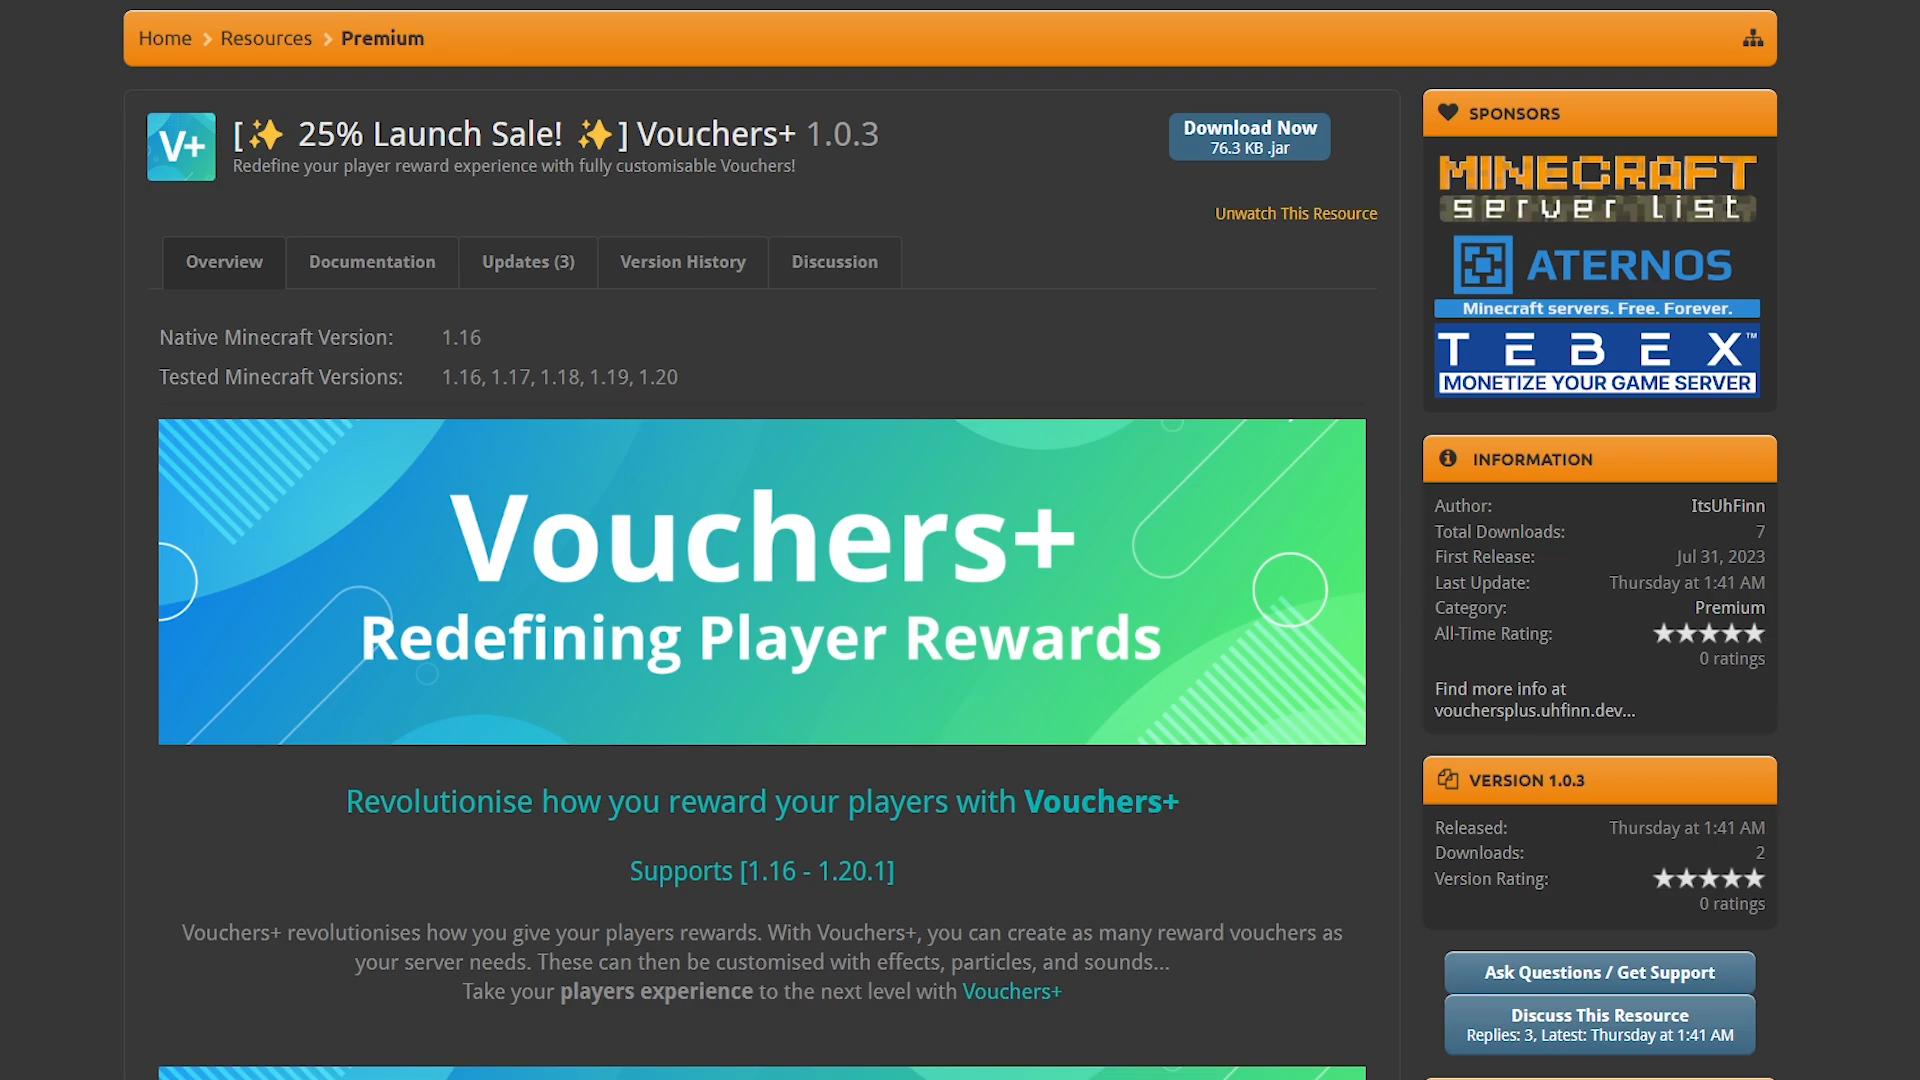 Home
Resources
Premium
V+
[✨ 25% Launch Sale! ✨] Vouchers+ 1.0.3
Redefine your player reward experience with fully customisable Vouchers!
Download Now
76.3 KB .jar
Unwatch This Resource
Overview
Documentation
Updates (3)
Version History
Discussion
Native Minecraft Version: 1.16
Tested Minecraft Versions: 1.16, 1.17, 1.18, 1.19, 1.20
Vouchers+
Redefining Player Rewards
Revolutionise how you reward your players with Vouchers+
Supports [1.16 - 1.20.1]
Vouchers+ revolutionises how you give your players rewards. With Vouchers+, you can create as many reward vouchers as
your server needs. These can then be customised with effects, particles, and sounds...
Take your players experience to the next level with Vouchers+
SPONSORS
MINECRAFT
server list
ATERNOS
Minecraft servers. Free. Forever.
TEBEX™
MONETIZE YOUR GAME SERVER
INFORMATION
Author: ItsUhFinn
Total Downloads: 7
First Release: Jul 31, 2023
Last Update: Thursday at 1:41 AM
Category: Premium
All-Time Rating:
0 ratings
Find more info at
vouchersplus.uhfinn.dev...
VERSION 1.0.3
Released: Thursday at 1:41 AM
Downloads: 2
Version Rating:
0 ratings
Ask Questions / Get Support
Discuss This Resource
Replies: 3, Latest: Thursday at 1:41 AM